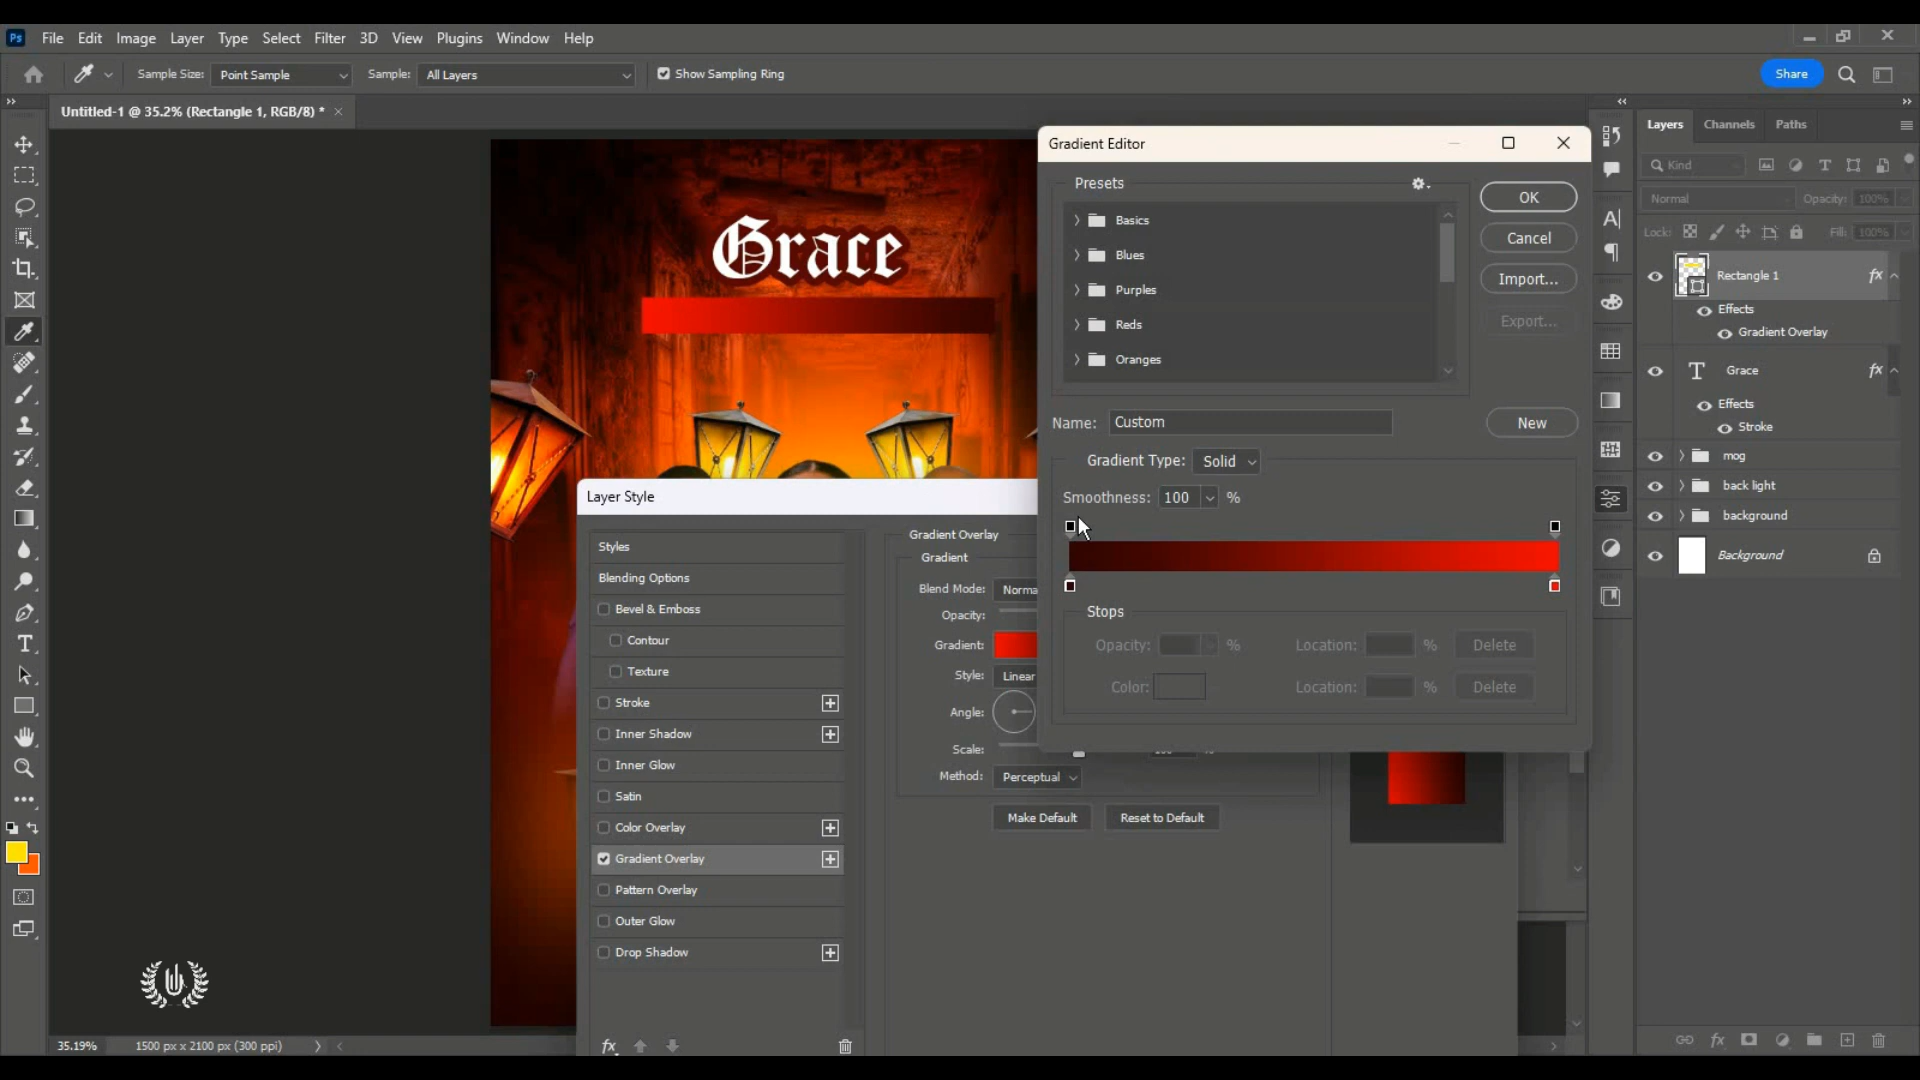 Ps File Edit Image Layer Type Select Filter 3D View Plugins Window Help
Sample Size: Point Sample Sample: All Layers Show Sampling Ring Share
Untitled-1 @ 35.2% (Rectangle 1, RGB/8) *
Grace
Gradient Editor
Presets
Basics
Blues
Purples
Reds
Oranges
OK
Cancel
Import...
Export...
Name: Custom New
Gradient Type: Solid
Smoothness: 100 %
Stops
Opacity: % Location: % Delete
Color: Location: % Delete
Layer Style
Styles
Blending Options
Bevel & Emboss
Contour
Texture
Stroke
Inner Shadow
Inner Glow
Satin
Color Overlay
Gradient Overlay
Pattern Overlay
Outer Glow
Drop Shadow
fx
Gradient Overlay
Gradient
Blend Mode: Norma
Opacity:
Gradient:
Style: Linear
Angle:
Scale: %
Method: Perceptual
Make Default Reset to Default
Layers Channels Paths
Kind
Normal Opacity: 100%
Lock: Fill: 100%
Rectangle 1 fx
Effects
Gradient Overlay
T Grace fx
Effects
Stroke
mog
back light
background
Background
35.19% 1500 px x 2100 px (300 ppi)
fx